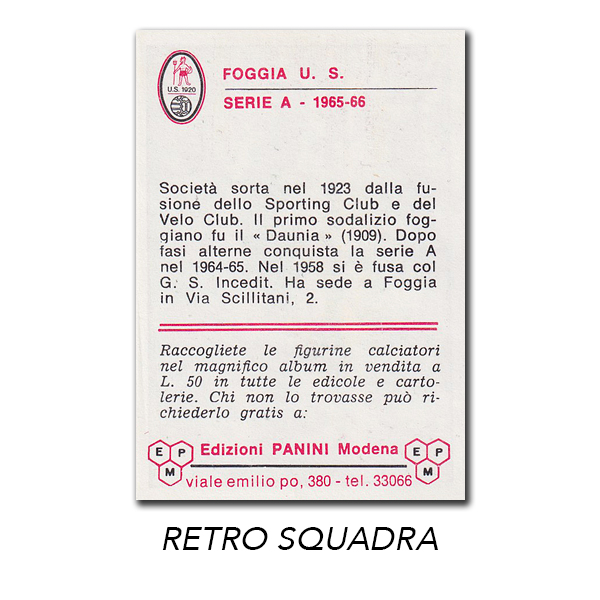 FOGGIA U. S.
U.S. 1920
SERIE A - 1965-66
Società sorta nel 1923 dalla fu-
sione dello Sporting Club e del
Velo Club. Il primo sodalizio fog-
giano fu il « Daunia » (1909). Dopo
fasi alterne conquista la serie A
nel 1964-65. Nel 1958 si è fusa col
G. S. Incedit. Ha sede a Foggia
in Via Scillitani, 2.
Raccogliete le figurine calciatori
nel magnifico album in vendita a
L. 50 in tutte le edicole e carto-
lerie. Chi non lo trovasse può ri-
chiederlo gratis a:
E P M Edizioni PANINI Modena E P M
viale emilio po, 380 - tel. 33066
RETRO SQUADRA